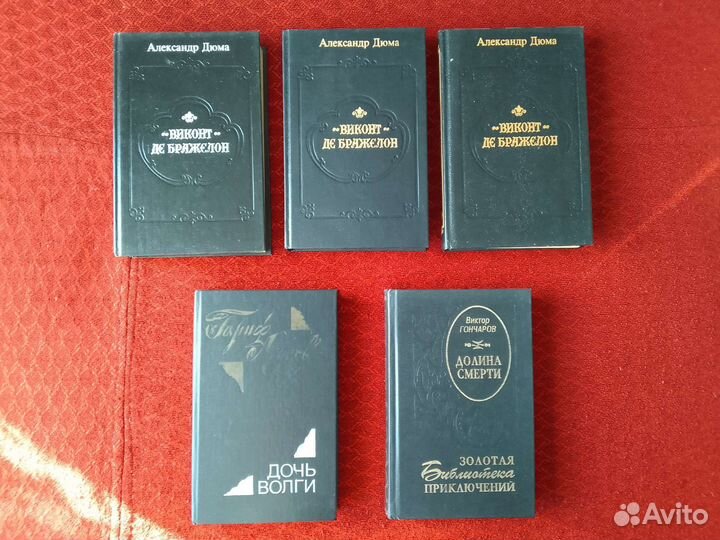 Александр Дюма
ВИКОНТ
ДЕ БРАЖЕЛОН
Александр Дюма
ВИКОНТ
ДЕ БРАЖЕЛОН
Александр Дюма
ВИКОНТ
ДЕ БРАЖЕЛОН
Гариф
ДОЧЬ
ВОЛГИ
Виктор
ГОНЧАРОВ
ДОЛИНА
СМЕРТИ
ЗОЛОТАЯ
Библиотека
ПРИКЛЮЧЕНИЙ
Avito